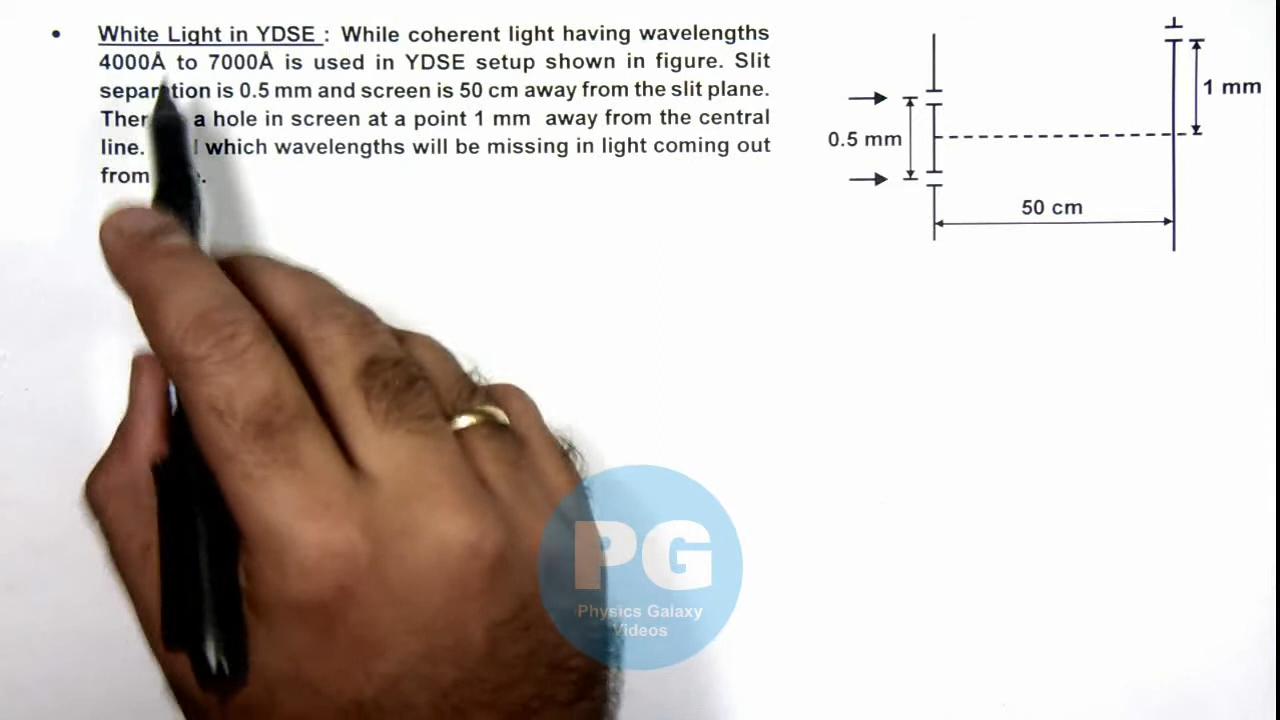 • White Light in YDSE : While coherent light having wavelengths
4000Å to 7000Å is used in YDSE setup shown in figure. Slit
separation is 0.5 mm and screen is 50 cm away from the slit plane.
a hole in screen at a point 1 mm away from the central
line. which wavelengths will be missing in light coming out
from
0.5 mm
1 mm
50 cm
PG
Physics Galaxy
Videos